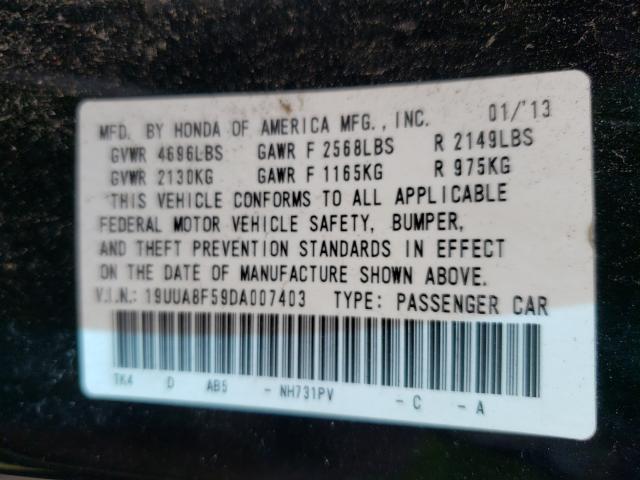 MFD. BY HONDA OF AMERICA MFG., INC. 01/'13
GVWR 4696LBS GAWR F 2568LBS R 2149LBS
GVWR 2130KG GAWR F 1165KG R 975KG
THIS VEHICLE CONFORMS TO ALL APPLICABLE
FEDERAL MOTOR VEHICLE SAFETY, BUMPER,
AND THEFT PREVENTION STANDARDS IN EFFECT
ON THE DATE OF MANUFACTURE SHOWN ABOVE.
V.I.N.: 19UUA8F59DA007403 TYPE: PASSENGER CAR
TK4 D AB5 - NH731PV - C - A